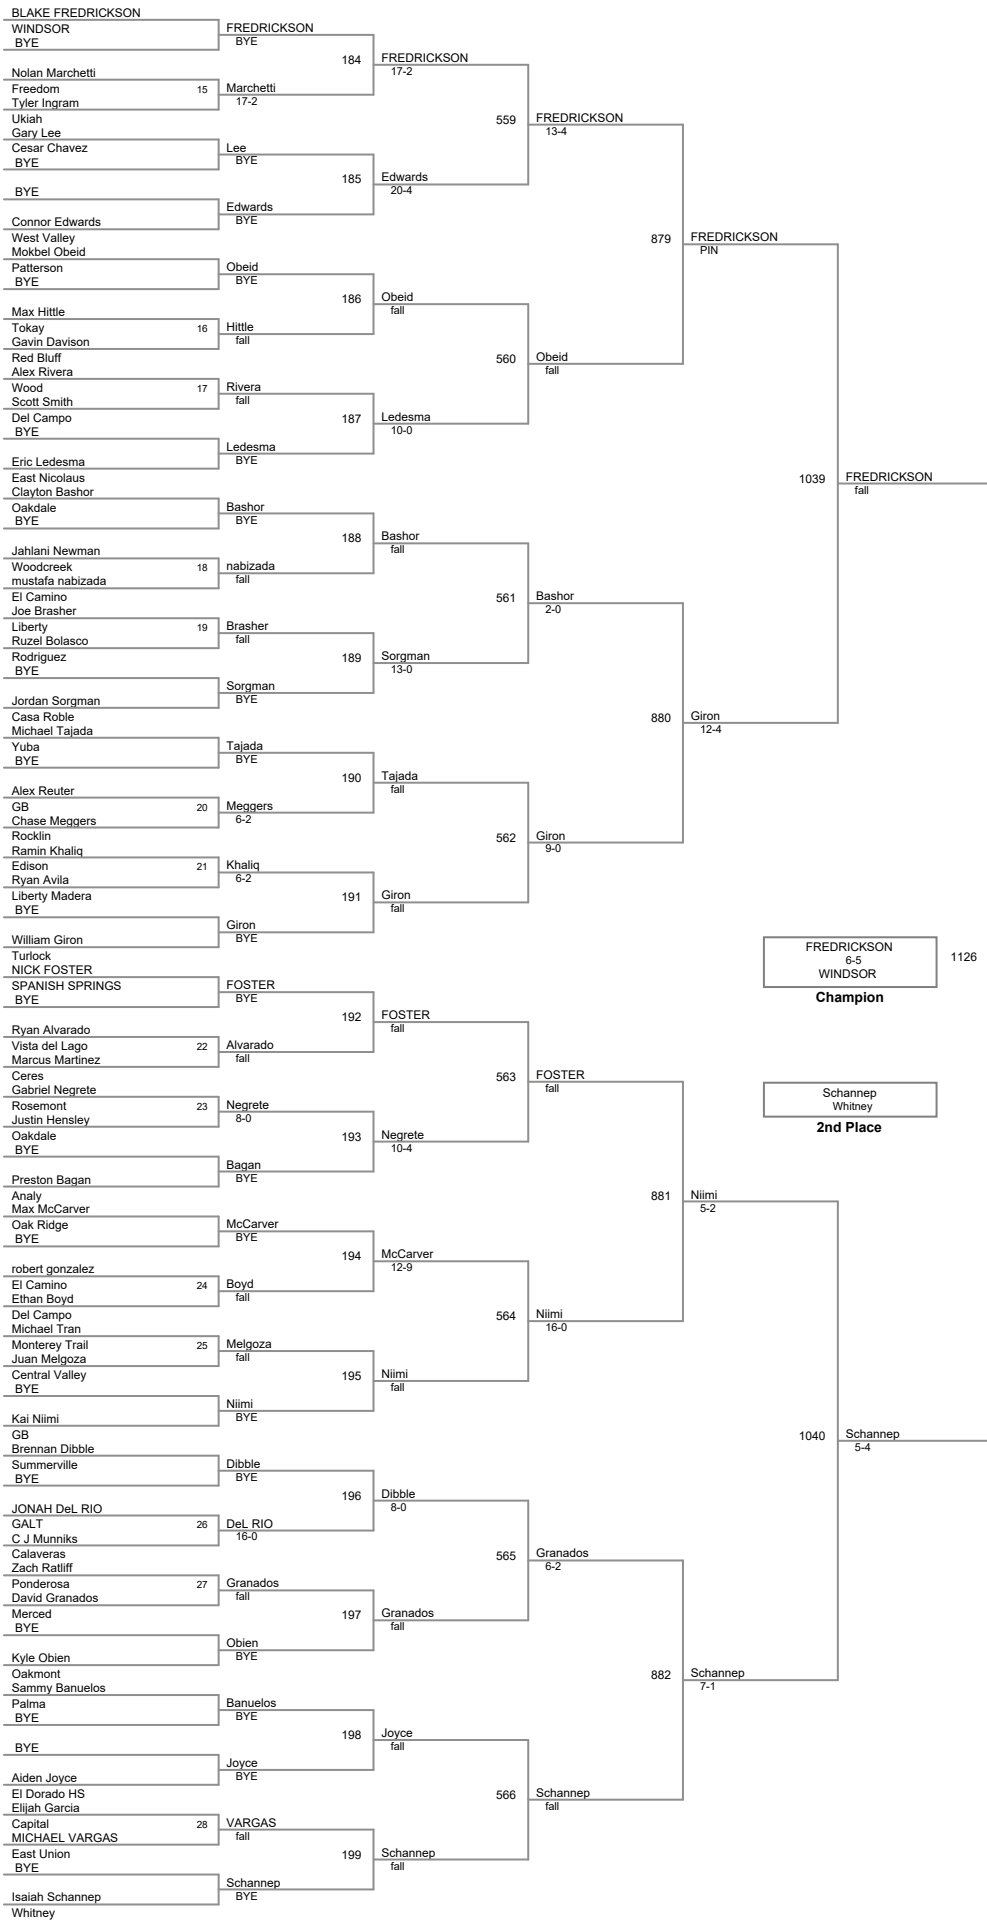 BLAKE FREDRICKSON
WINDSOR
BYE
Nolan Marchetti
Freedom
15
Tyler Ingram
Ukiah
Gary Lee
Cesar Chavez
BYE
BYE
Connor Edwards
West Valley
Mokbel Obeid
Patterson
BYE
Max Hittle
Tokay
16
Gavin Davison
Red Bluff
Alex Rivera
Wood
17
Scott Smith
Del Campo
BYE
Eric Ledesma
East Nicolaus
Clayton Bashor
Oakdale
BYE
Jahlani Newman
Woodcreek
18
mustafa nabizada
El Camino
Joe Brasher
Liberty
19
Ruzel Bolasco
Rodriguez
BYE
Jordan Sorgman
Casa Roble
Michael Tajada
Yuba
BYE
Alex Reuter
GB
20
Chase Meggers
Rocklin
Ramin Khaliq
Edison
21
Ryan Avila
Liberty Madera
BYE
William Giron
Turlock
NICK FOSTER
SPANISH SPRINGS
BYE
Ryan Alvarado
Vista del Lago
22
Marcus Martinez
Ceres
Gabriel Negrete
Rosemont
23
Justin Hensley
Oakdale
BYE
Preston Bagan
Analy
Max McCarver
Oak Ridge
BYE
robert gonzalez
El Camino
24
Ethan Boyd
Del Campo
Michael Tran
Monterey Trail
25
Juan Melgoza
Central Valley
BYE
Kai Niimi
GB
Brennan Dibble
Summerville
BYE
JONAH DeL RIO
GALT
26
C J Munniks
Calaveras
Zach Ratliff
Ponderosa
27
David Granados
Merced
BYE
Kyle Obien
Oakmont
Sammy Banuelos
Palma
BYE
BYE
Aiden Joyce
El Dorado HS
Elijah Garcia
Capital
28
MICHAEL VARGAS
East Union
BYE
Isaiah Schannep
Whitney
FREDRICKSON
BYE
184
Marchetti
17-2
Lee
BYE
185
Edwards
BYE
Obeid
BYE
186
Hittle
fall
Rivera
fall
187
Ledesma
BYE
Bashor
BYE
188
nabizada
fall
Brasher
fall
189
Sorgman
BYE
Tajada
BYE
190
Meggers
6-2
Khaliq
6-2
191
Giron
BYE
FOSTER
BYE
192
Alvarado
fall
Negrete
8-0
193
Bagan
BYE
McCarver
BYE
194
Boyd
fall
Melgoza
fall
195
Niimi
BYE
Dibble
BYE
196
DeL RIO
16-0
Granados
fall
197
Obien
BYE
Banuelos
BYE
198
Joyce
BYE
VARGAS
fall
199
Schannep
BYE
FREDRICKSON
17-2
559
Edwards
20-4
Obeid
fall
560
Ledesma
10-0
Bashor
fall
561
Sorgman
13-0
Tajada
fall
562
Giron
fall
FOSTER
fall
563
Negrete
10-4
McCarver
12-9
564
Niimi
fall
Dibble
8-0
565
Granados
fall
Joyce
fall
566
Schannep
fall
FREDRICKSON
13-4
879
Obeid
fall
Bashor
2-0
880
Giron
9-0
FOSTER
fall
881
Niimi
16-0
Granados
6-2
882
Schannep
fall
FREDRICKSON
PIN
1039
Giron
12-4
Niimi
5-2
1040
Schannep
7-1
FREDRICKSON
fall
Schannep
5-4
FREDRICKSON
6-5
WINDSOR
1126
Champion
Schannep
Whitney
2nd Place